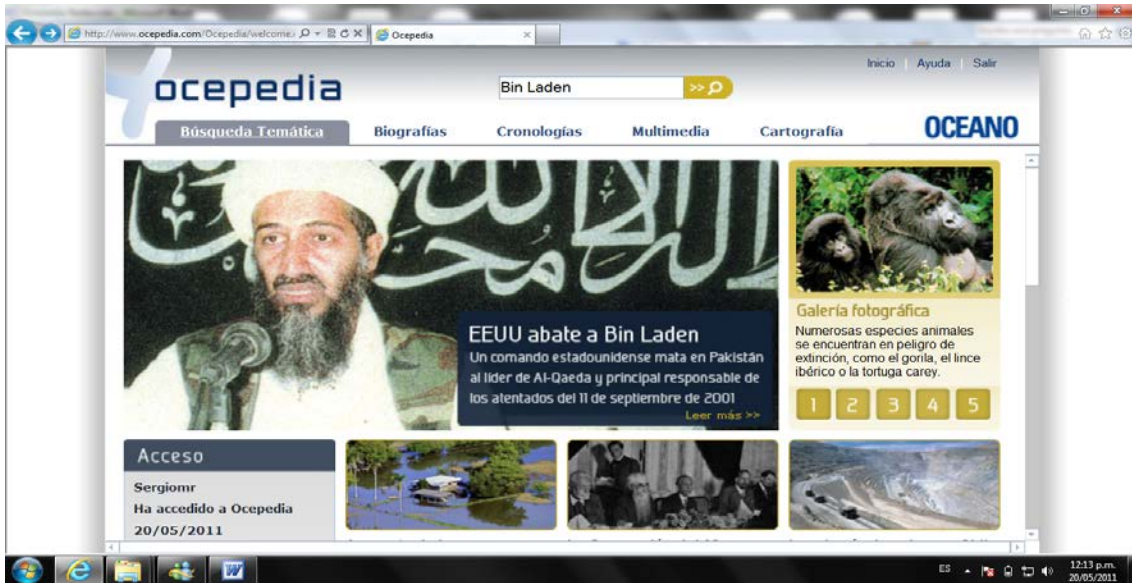 http://www.ocepedia.com/Ocepedia/welcome.
Ocepedia
Inicio Ayuda Salir
ocepedia
Bin Laden
>>
Búsqueda Temática Biografías Cronologías Multimedia Cartografía
OCEANO
EEUU abate a Bin Laden
Un comando estadounidense mata en Pakistán
al líder de Al-Qaeda y principal responsable de
los atentados del 11 de septiembre de 2001
Leer más >>
Galería fotográfica
Numerosas especies animales
se encuentran en peligro de
extinción, como el gorila, el lince
ibérico o la tortuga carey.
1 2 3 4 5
Acceso
Sergiomr
Ha accedido a Ocepedia
20/05/2011
ES
12:13 p.m.
20/05/2011